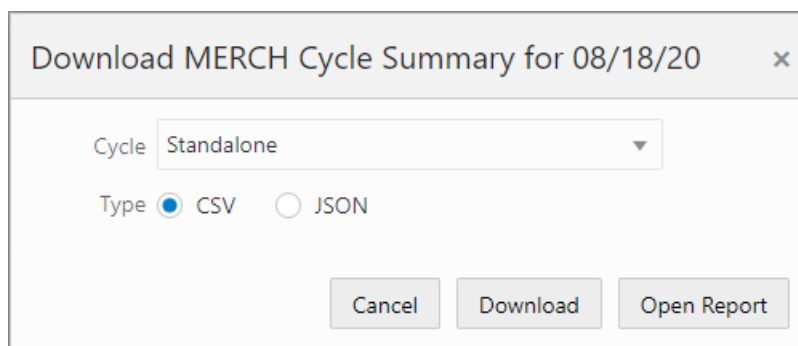 Download MERCH Cycle Summary for 08/18/20 ×
Cycle Standalone
Type CSV JSON
Cancel Download Open Report